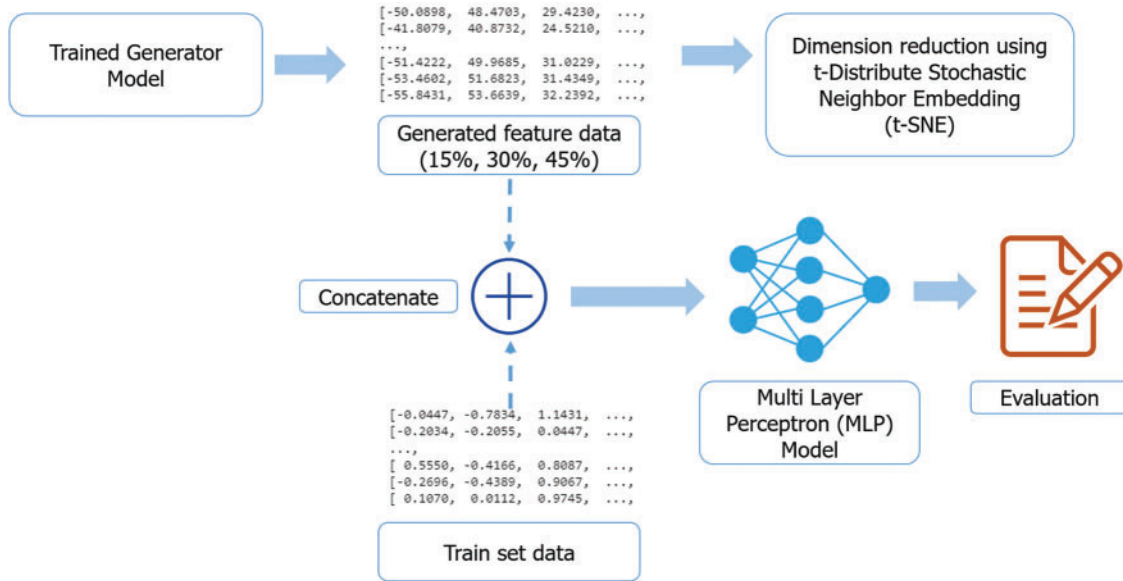 Trained Generator
Model
[-50.0898, 48.4703, 29.4230, ...,
[-41.8079, 40.8732, 24.5210, ...,
...,
[-51.4222, 49.9685, 31.0229, ...,
[-53.4602, 51.6823, 31.4349, ...,
[-55.8431, 53.6639, 32.2392, ...,
Dimension reduction using
t-Distribute Stochastic
Neighbor Embedding
(t-SNE)
Generated feature data
(15%, 30%, 45%)
Concatenate
[-0.0447, -0.7834, 1.1431, ...,
[-0.2034, -0.2055, 0.0447, ...,
...,
[ 0.5550, -0.4166, 0.8087, ...,
[-0.2696, -0.4389, 0.9067, ...,
[ 0.1070, 0.0112, 0.9745, ...,
Train set data
Multi Layer
Perceptron (MLP)
Model
Evaluation